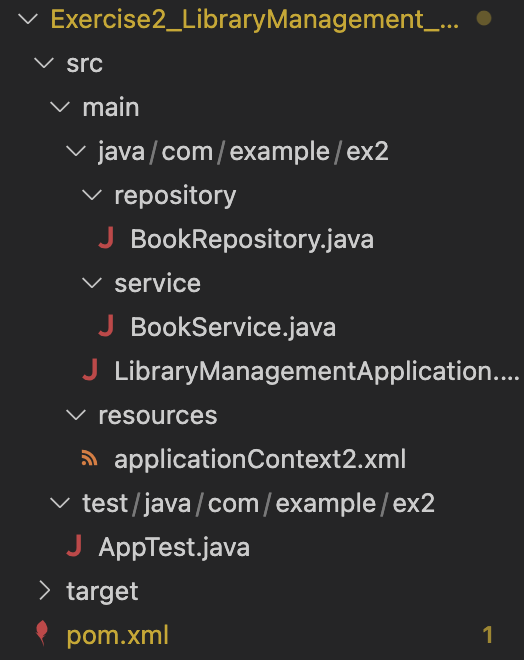 Exercise2_LibraryManagement_...
src
main
java/com/example/ex2
repository
J BookRepository.java
service
J BookService.java
J LibraryManagementApplication....
resources
applicationContext2.xml
test/java/com/example/ex2
J AppTest.java
target
pom.xml 1